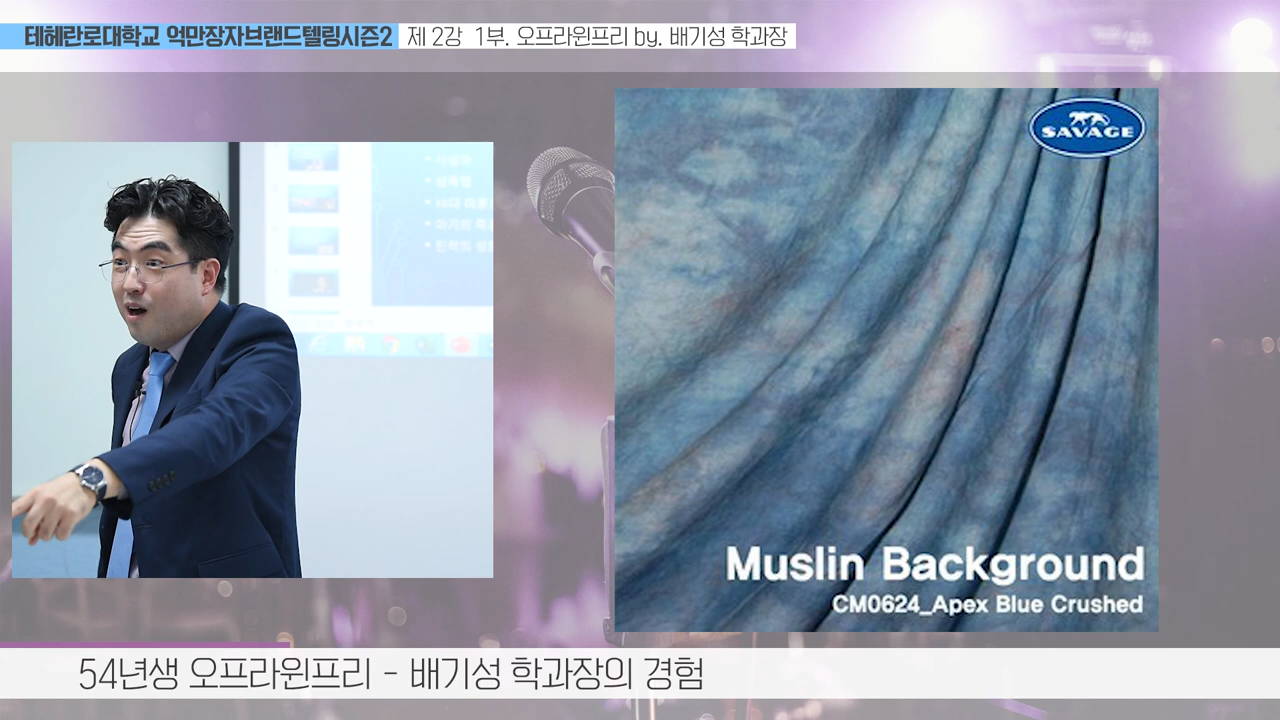 테헤란로대학교 억만장자브랜드텔링시즌2 제 2강 1부. 오프라윈프리 by. 배기성 학과장
SAVAGE
Muslin Background
CM0624_Apex Blue Crushed
54년생 오프라윈프리 - 배기성 학과장의 경험